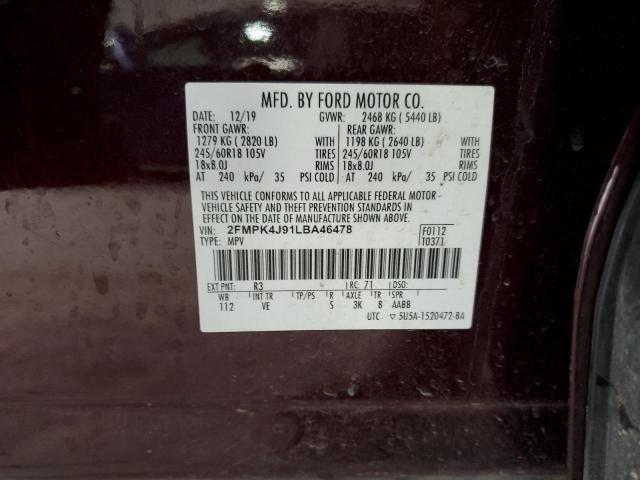 MFD. BY FORD MOTOR CO.
DATE: 12/19 GVWR: 2468 KG ( 5440 LB)
FRONT GAWR: REAR GAWR:
1279 KG ( 2820 LB) WITH 1198 KG ( 2640 LB) WITH
245/60R18 105V TIRES 245/60R18 105V TIRES
18x8.0J RIMS 18x8.0J RIMS
AT 240 kPa/ 35 PSI COLD AT 240 kPa/ 35 PSI COLD
THIS VEHICLE CONFORMS TO ALL APPLICABLE FEDERAL MOTOR
VEHICLE SAFETY AND THEFT PREVENTION STANDARDS IN
EFFECT ON THE DATE OF MANUFACTURE SHOWN ABOVE.
VIN: 2FMPK4J91LBA46478 F0112
TYPE: MPV T0371
EXT PNT: R3 RC: 71 DSO:
WB INT TR TP/PS R AXLE TR SPR
112 VE S 3K 8 AABB
UTC ▽ 5U5A-1520472-BA